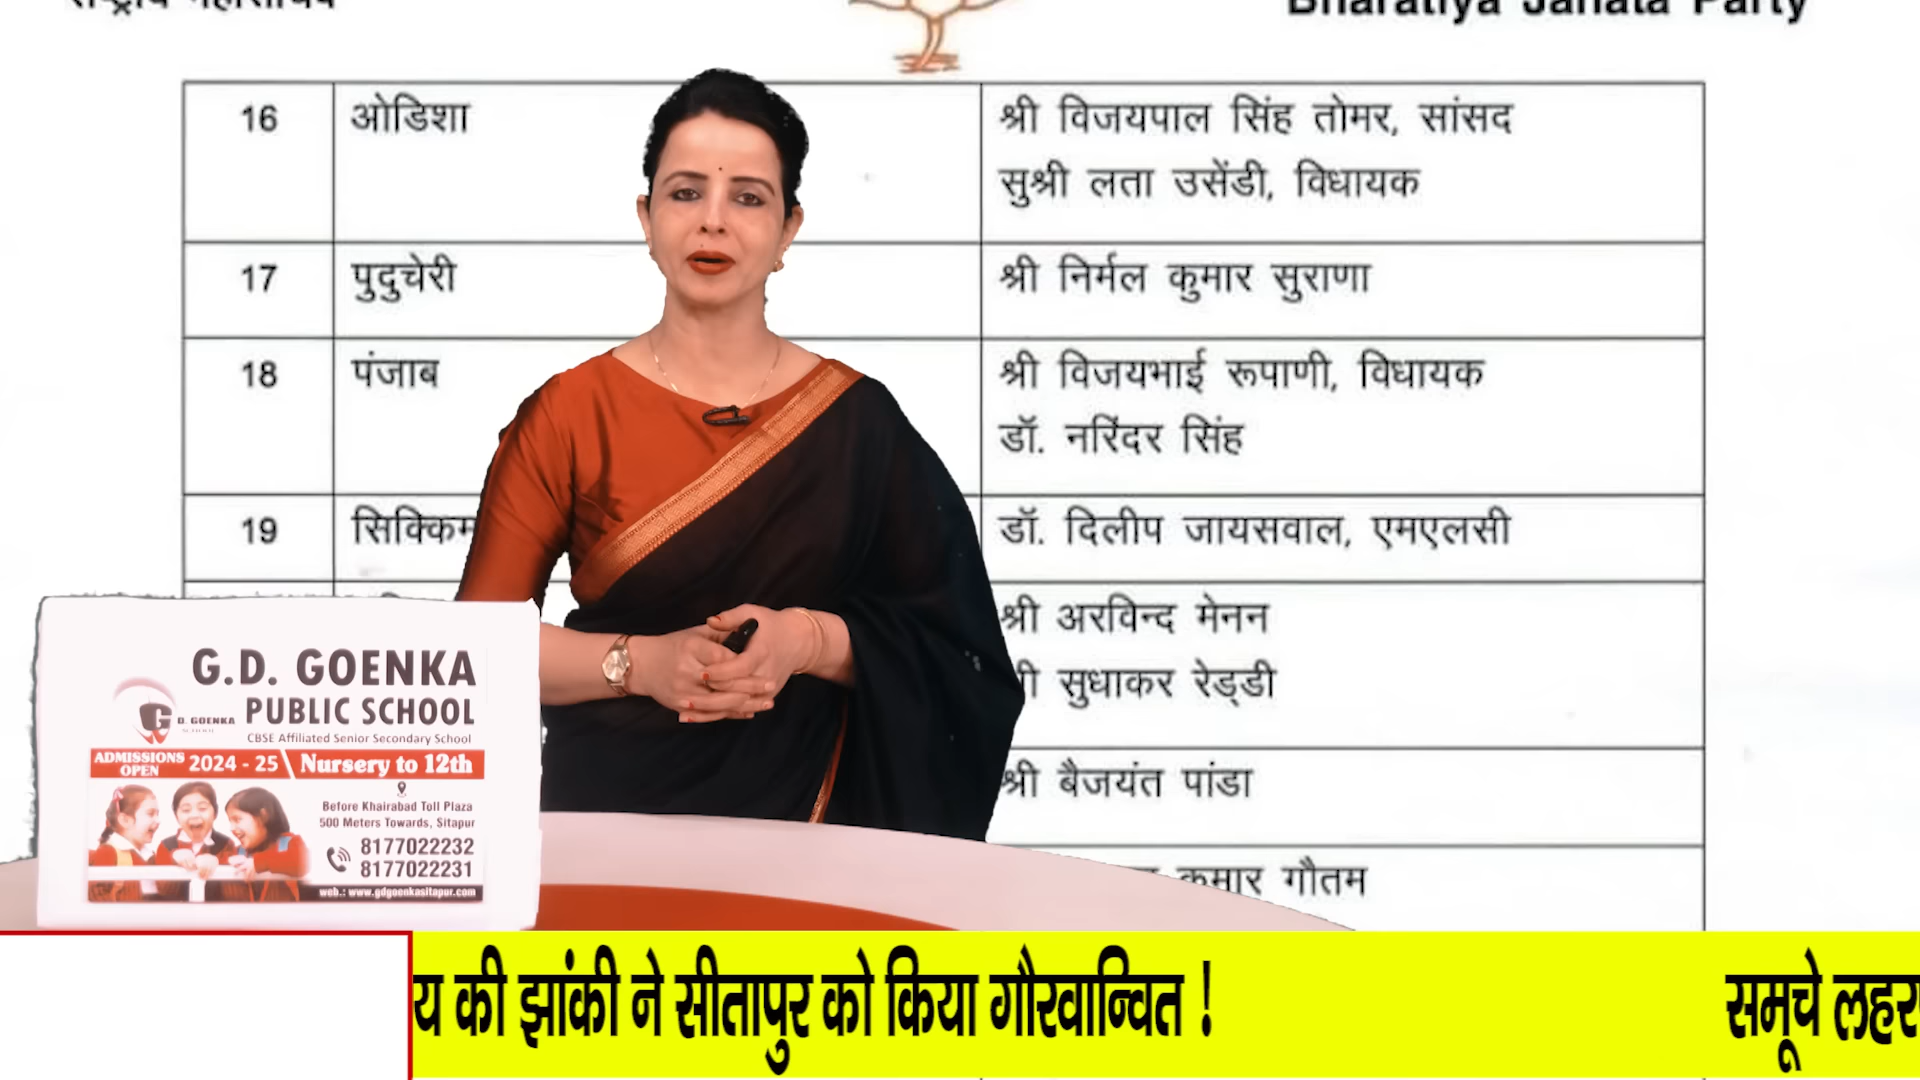 Bharatiya Janata Party
16 ओडिशा श्री विजयपाल सिंह तोमर, सांसद
सुश्री लता उसेंडी, विधायक
17 पुदुचेरी श्री निर्मल कुमार सुराणा
18 पंजाब श्री विजयभाई रूपाणी, विधायक
डॉ. नरिंदर सिंह
19 सिक्किम डॉ. दिलीप जायसवाल, एमएलसी
श्री अरविन्द मेनन
सुधाकर रेड्डी
श्री बैजयंत पांडा
कुमार गौतम
G.D. GOENKA
PUBLIC SCHOOL
G D. GOENKA
SCHOOL
CBSE Affiliated Senior Secondary School
ADMISSIONS OPEN 2024 - 25 Nursery to 12th
Before Khairabad Toll Plaza
500 Meters Towards, Sitapur
8177022232
8177022231
web.: www.gdgoenkasitapur.com
की झांकी ने सीतापुर को किया गौरवान्वित !
समूचे